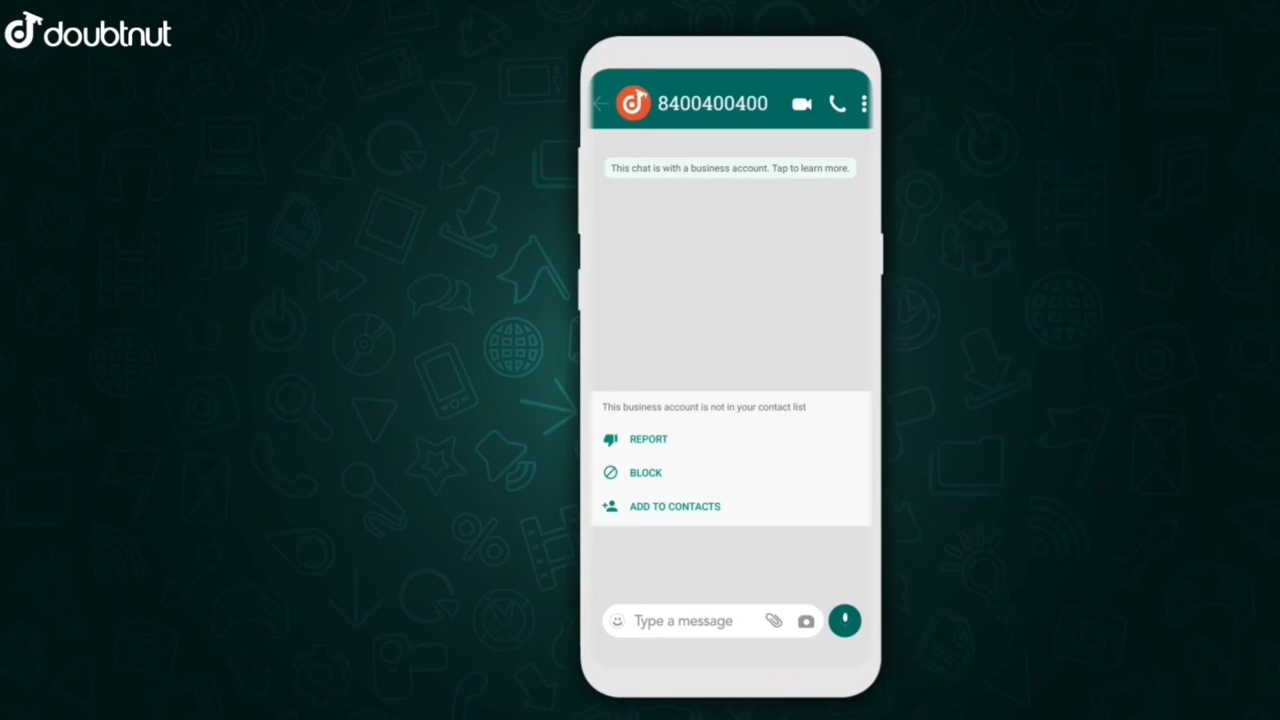 doubtnut
8400400400
This chat is with a business account. Tap to learn more.
This business account is not in your contact list
REPORT
BLOCK
ADD TO CONTACTS
Type a message